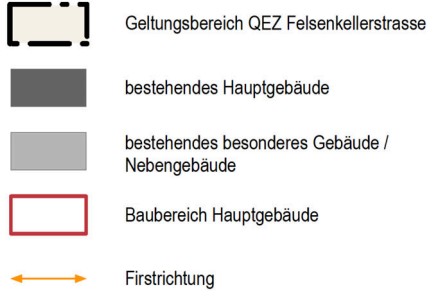 Geltungsbereich QEZ Felsenkellerstrasse
bestehendes Hauptgebäude
bestehendes besonderes Gebäude /
Nebengebäude
Baubereich Hauptgebäude
Firstrichtung